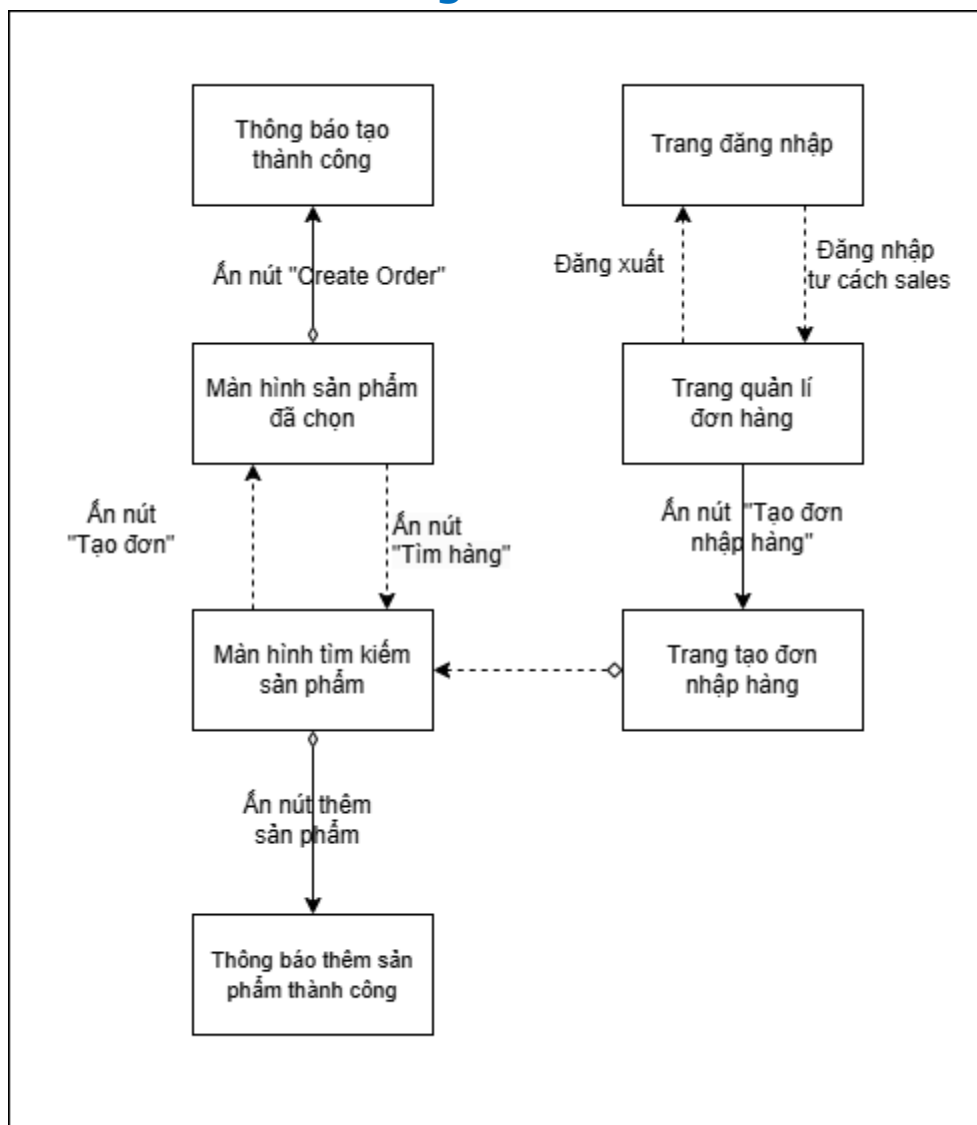 Thông báo tạo
thành công
Trang đăng nhập
Ấn nút "Create Order"
Đăng xuất
Đăng nhập
tư cách sales
Màn hình sản phẩm
đã chọn
Trang quản lí
đơn hàng
Ấn nút
"Tạo đơn"
Ấn nút
"Tìm hàng"
Ấn nút "Tạo đơn
nhập hàng"
Màn hình tìm kiếm
sản phẩm
Trang tạo đơn
nhập hàng
Ấn nút thêm
sản phẩm
Thông báo thêm sản
phẩm thành công